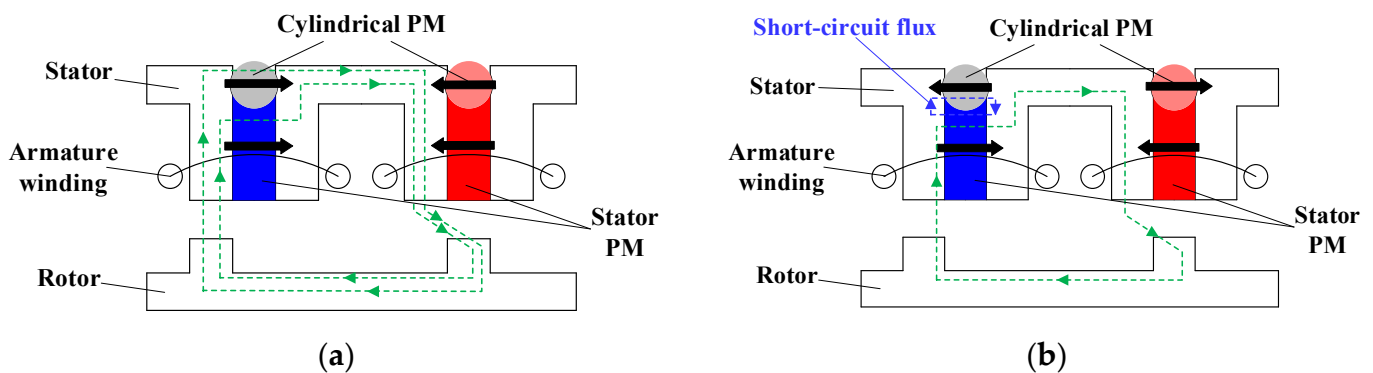 Cylindrical PM
Stator
Armature
winding
Stator
PM
Rotor
(a)
Short-circuit flux
Cylindrical PM
Stator
Armature
winding
Stator
PM
Rotor
(b)